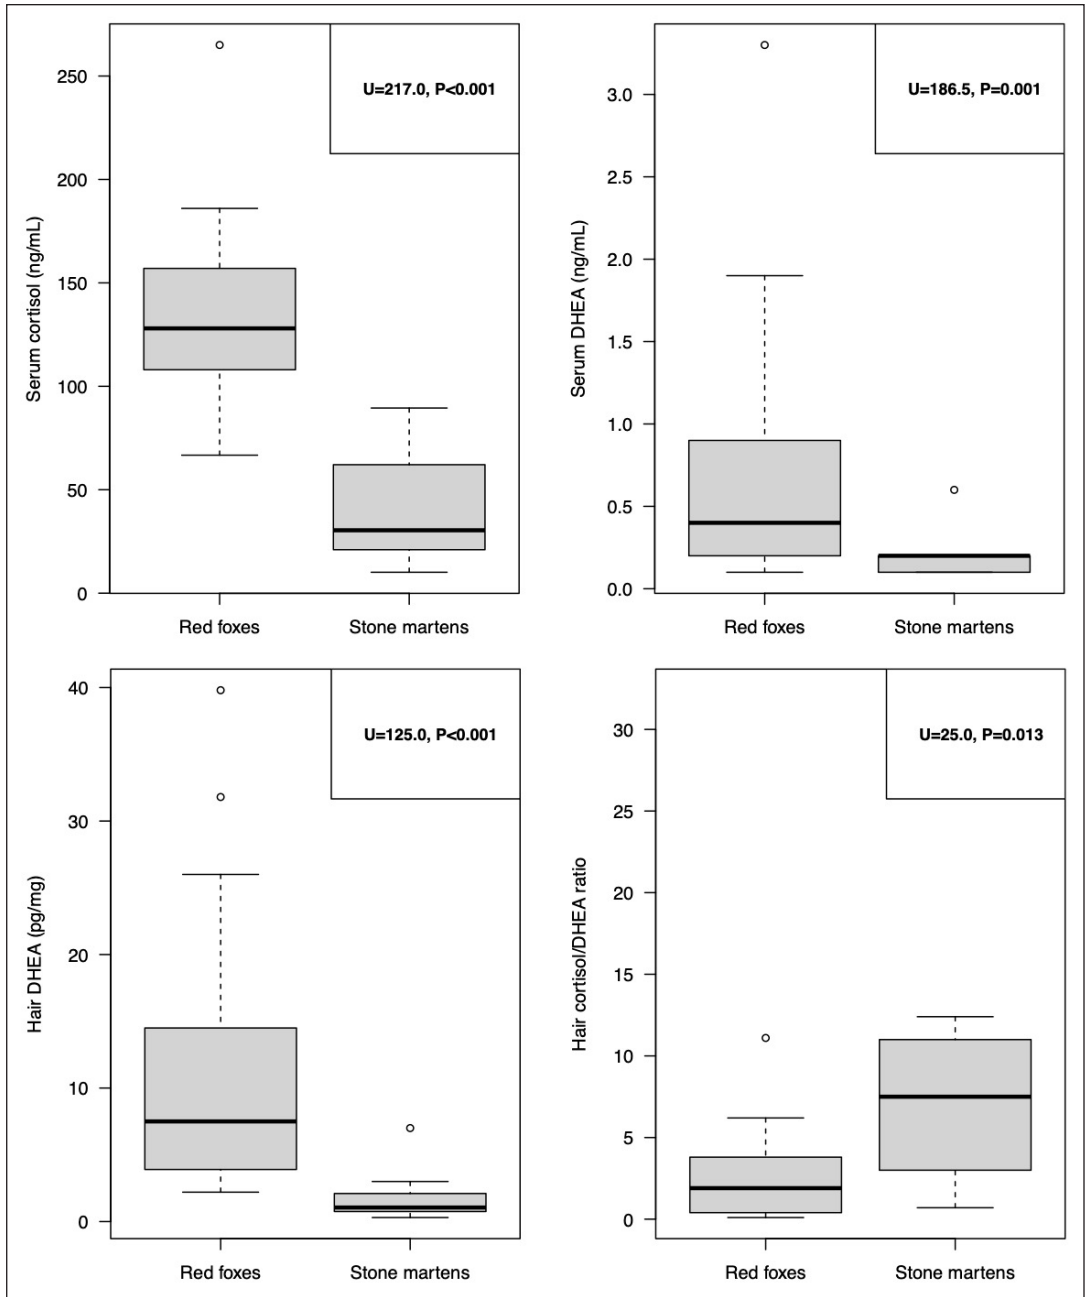 Serum cortisol (ng/mL)
250
200
150
100
50
0
U=217.0, P<0.001
Red foxes
Stone martens
Serum DHEA (ng/mL)
3.0
2.5
2.0
1.5
1.0
0.5
0.0
U=186.5, P=0.001
Red foxes
Stone martens
Hair DHEA (pg/mg)
40
30
20
10
0
U=125.0, P<0.001
Red foxes
Stone martens
Hair cortisol/DHEA ratio
30
25
20
15
10
5
0
U=25.0, P=0.013
Red foxes
Stone martens